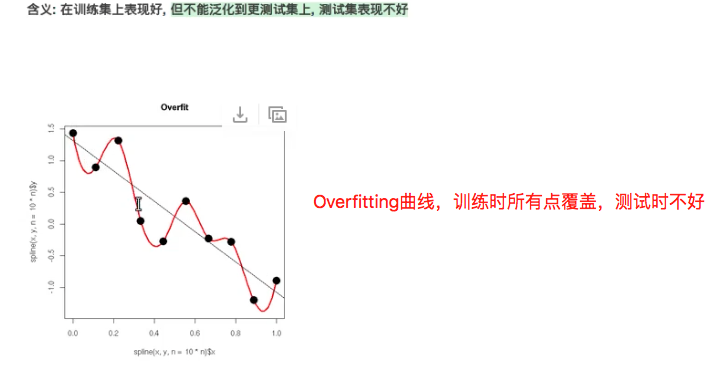 含义: 在训练集上表现好, 但不能泛化到更测试集上, 测试集表现不好
Overfit
1.5
1.0
0.5
0.0
-0.5
-1.0
spline(x, y, n = 10 * n)$y
Overfitting曲线，训练时所有点覆盖，测试时不好
0.0 0.2 0.4 0.6 0.8 1.0
spline(x, y, n = 10 * n)$x